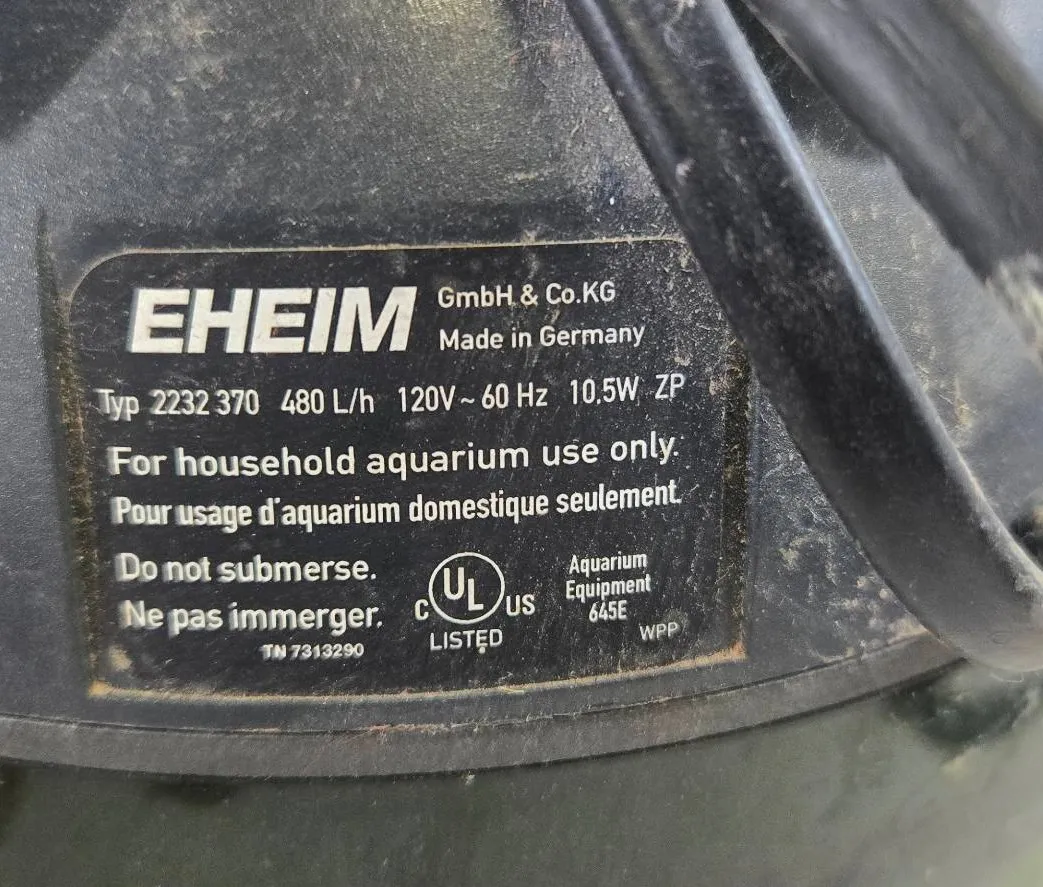 EHEIM GmbH & Co.KG
Made in Germany
Typ 2232 370 480 L/h 120V ~ 60 Hz 10.5W ZP
For household aquarium use only.
Pour usage d'aquarium domestique seulement.
Do not submerse.
Ne pas immerger.
TN 7313290
C UL US
LISTED
Aquarium
Equipment
645E
WPP